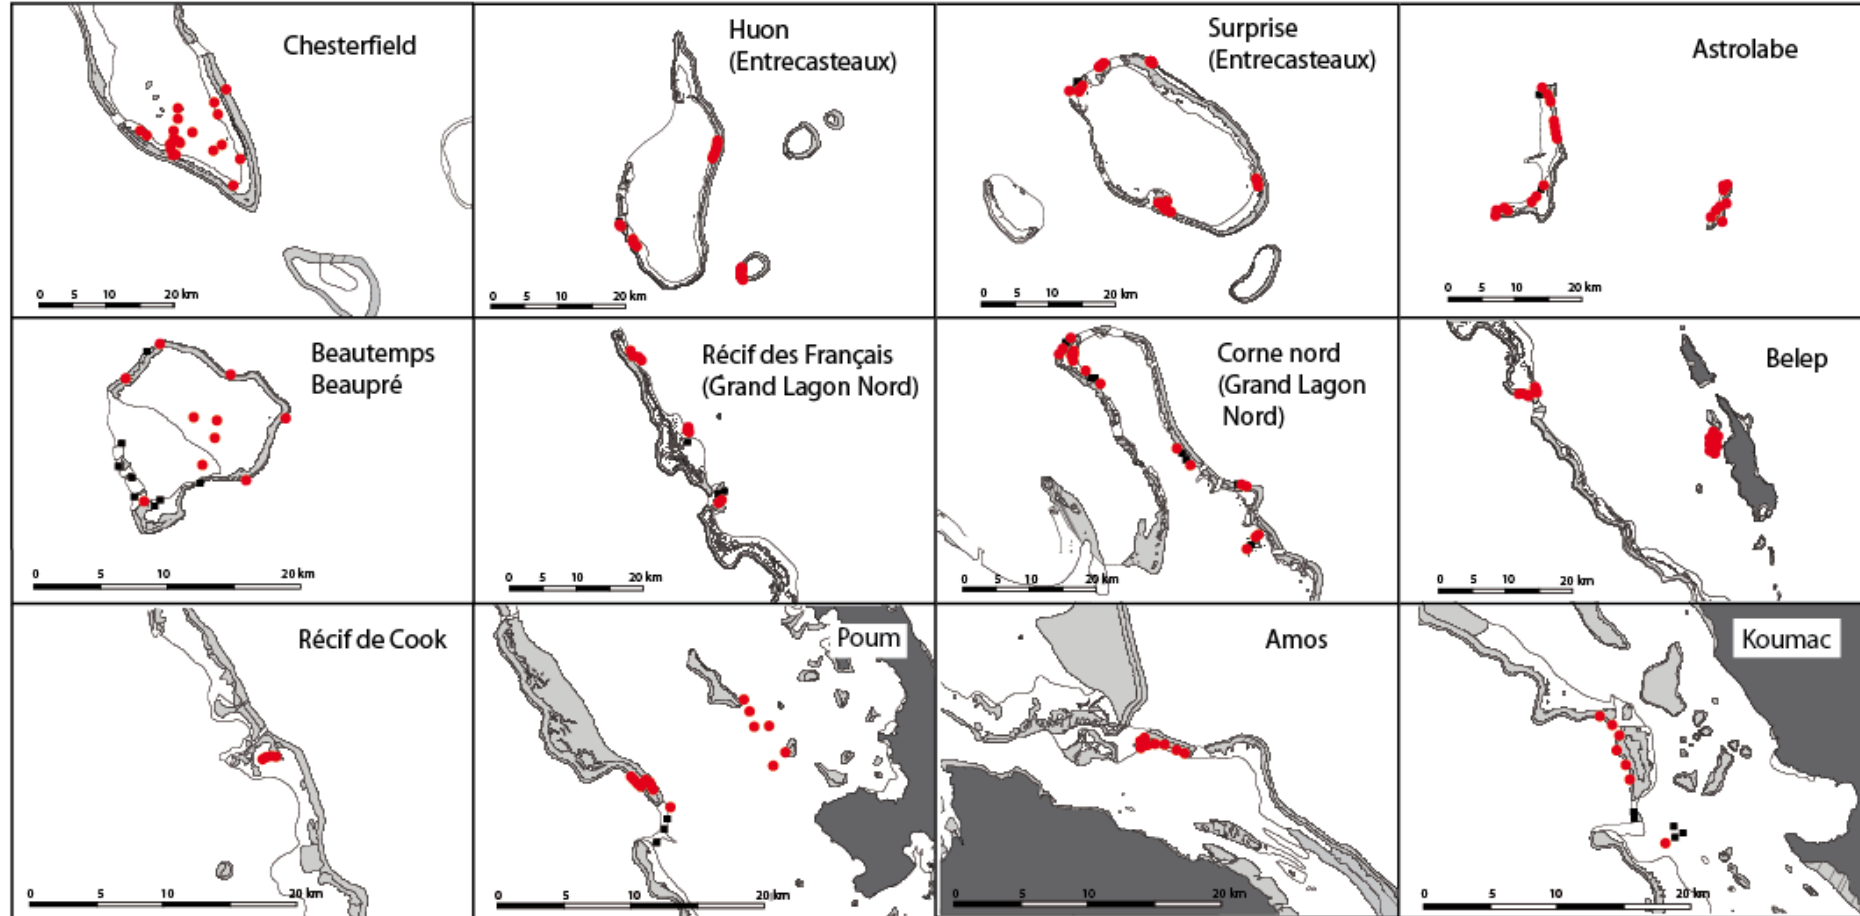 Chesterfield
0 5 10 20 km
Huon
(Entrecasteaux)
0 5 10 20 km
Surprise
(Entrecasteaux)
0 5 10 20 km
Astrolabe
0 5 10 20 km
Beautemps
Beaupré
0 5 10 20 km
Récif des Français
(Grand Lagon Nord)
0 5 10 20 km
Corne nord
(Grand Lagon
Nord)
0 5 10 20 km
Belep
0 5 10 20 km
Récif de Cook
0 5 10 20 km
Poum
0 5 10 20 km
Amos
0 5 10 20 km
Koumac
0 5 10 20 km